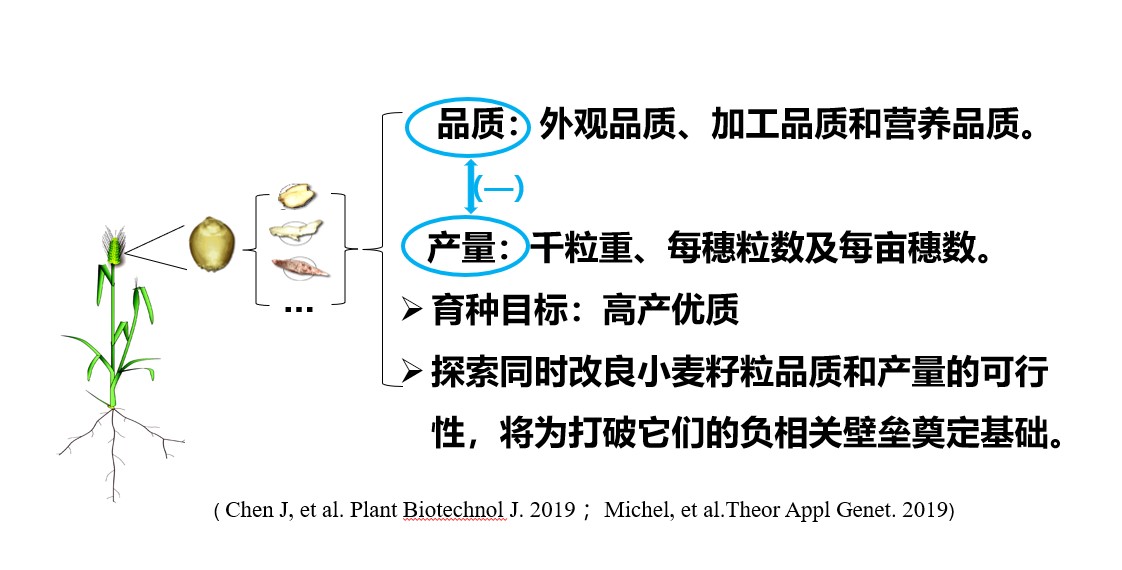 品质：外观品质、加工品质和营养品质。
(—)
产量：千粒重、每穗粒数及每亩穗数。
...
➢ 育种目标：高产优质
➢ 探索同时改良小麦籽粒品质和产量的可行
性，将为打破它们的负相关壁垒奠定基础。
( Chen J, et al. Plant Biotechnol J. 2019； Michel, et al.Theor Appl Genet. 2019)